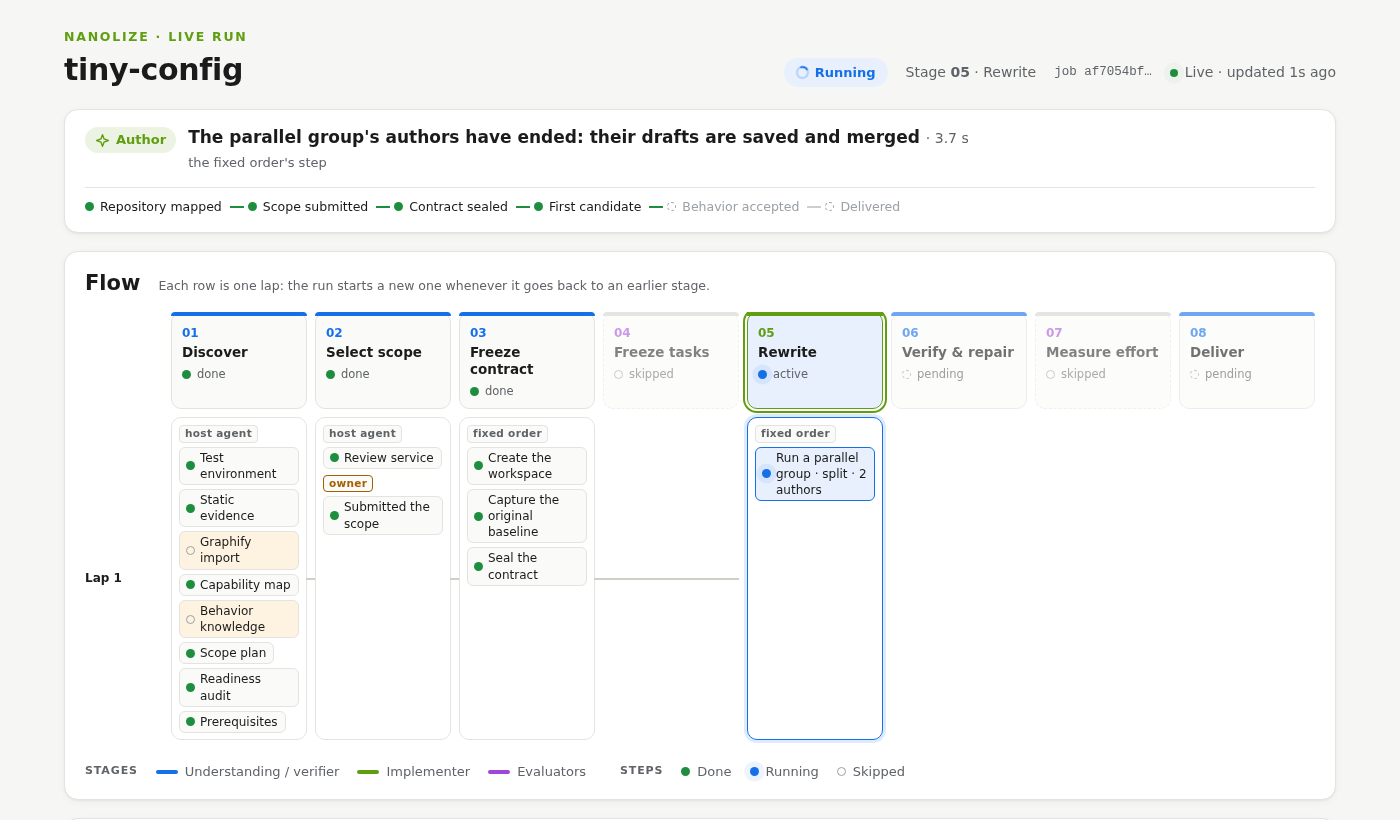 NANOLIZE · LIVE RUN
tiny-config
Running
Stage 05 · Rewrite
job af7054bf…
Live · updated 1s ago
Author
The parallel group's authors have ended: their drafts are saved and merged · 3.7 s
the fixed order's step
Repository mapped
Scope submitted
Contract sealed
First candidate
Behavior accepted
Delivered
Flow
Each row is one lap: the run starts a new one whenever it goes back to an earlier stage.
01
Discover
done
02
Select scope
done
03
Freeze
contract
done
04
Freeze tasks
skipped
05
Rewrite
active
06
Verify & repair
pending
07
Measure effort
skipped
08
Deliver
pending
Lap 1
host agent
Test
environment
Static
evidence
Graphify
import
Capability map
Behavior
knowledge
Scope plan
Readiness
audit
Prerequisites
host agent
Review service
owner
Submitted the
scope
fixed order
Create the
workspace
Capture the
original
baseline
Seal the
contract
fixed order
Run a parallel
group · split · 2
authors
STAGES
Understanding / verifier
Implementer
Evaluators
STEPS
Done
Running
Skipped